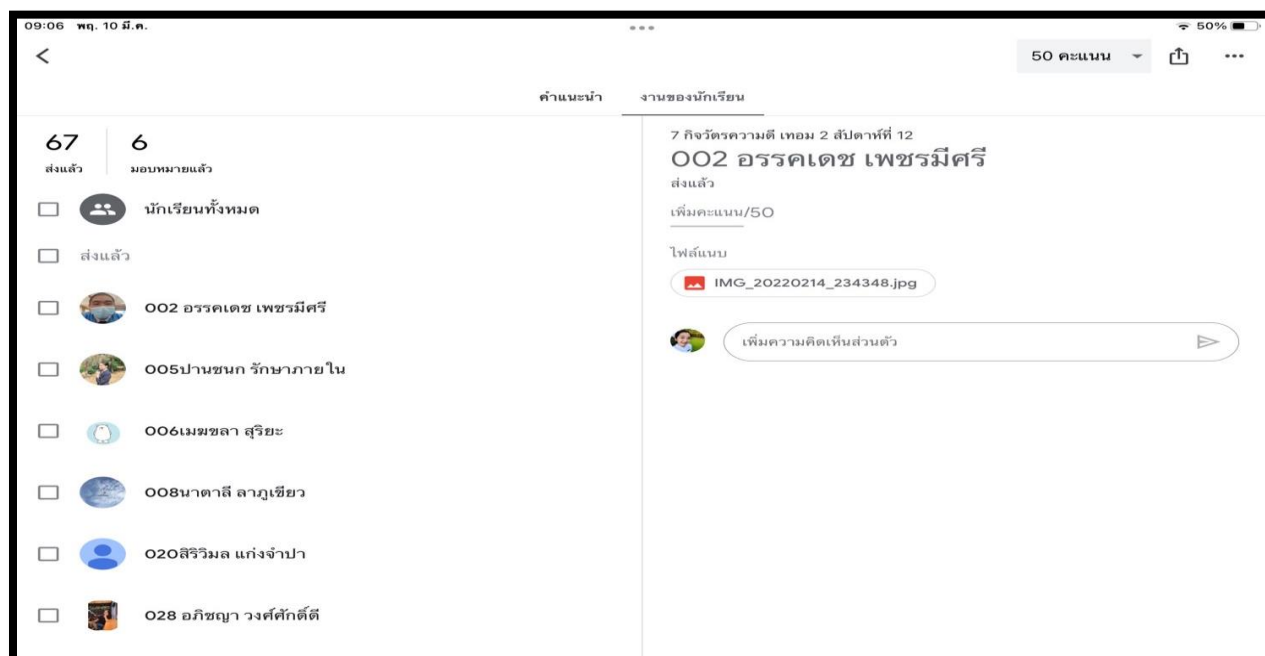 09:06 พฤ. 10 มี.ค.
50%
50 คะแนน
คำแนะนำ
งานของนักเรียน
67
ส่งแล้ว
6
มอบหมายแล้ว
นักเรียนทั้งหมด
ส่งแล้ว
002 อรรคเดช เพชรมีศรี
005ปานชนก รักษาภายใน
006เมฆขลา สุริยะ
008นาตาลี ลาภูเขียว
020สิริวิมล แก่งจำปา
028 อภิชญา วงศ์ศักดิ์ดี
7 กิจวัตรความดี เทอม 2 สัปดาห์ที่ 12
002 อรรคเดช เพชรมีศรี
ส่งแล้ว
เพิ่มคะแนน/50
ไฟล์แนบ
IMG_20220214_234348.jpg
เพิ่มความคิดเห็นส่วนตัว